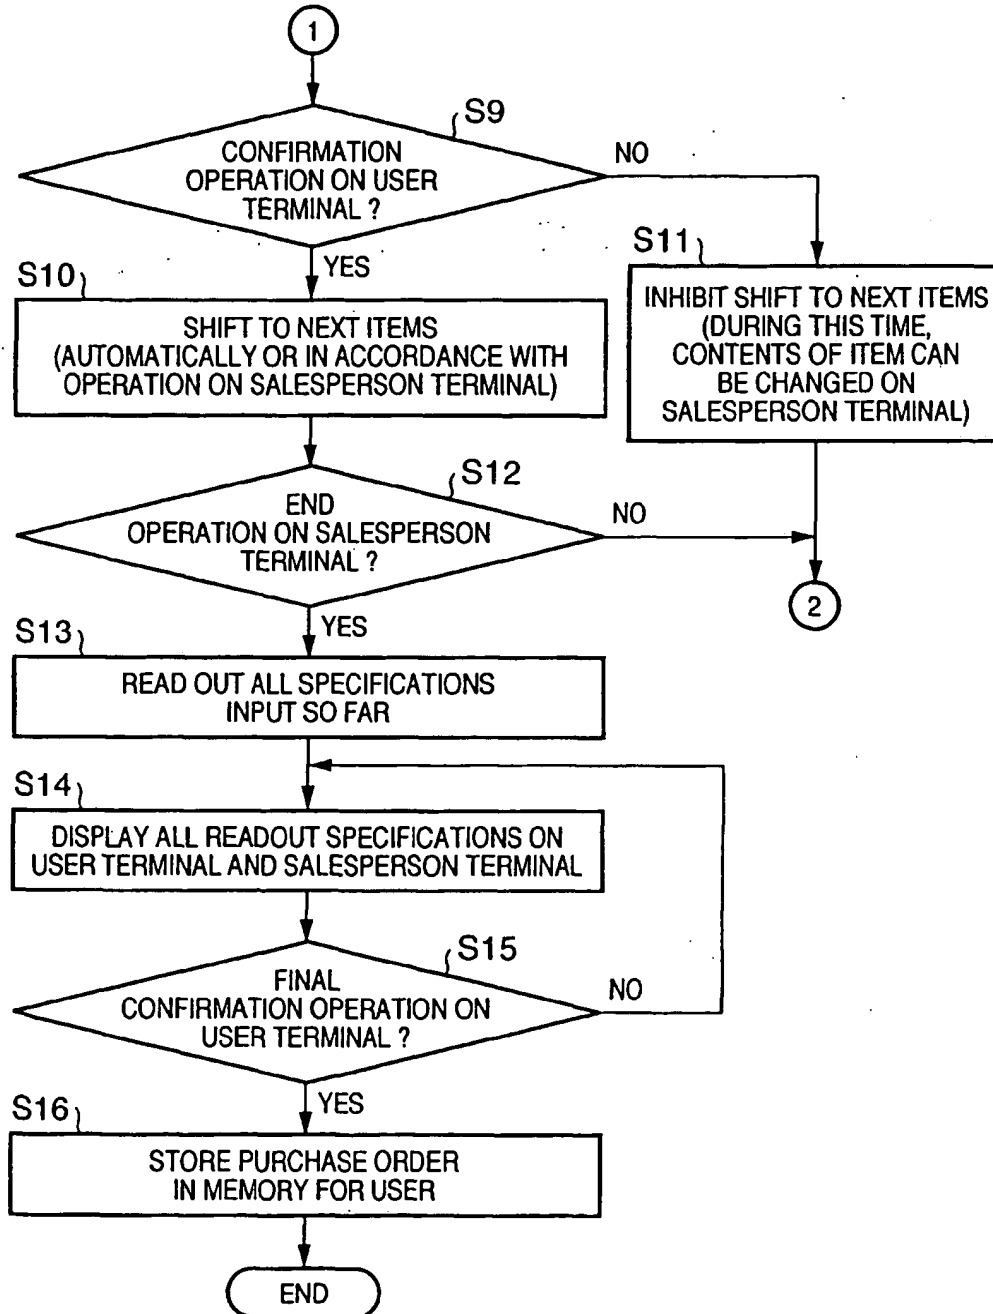 1
S9
CONFIRMATION
OPERATION ON USER
TERMINAL ?
NO
YES
S10
SHIFT TO NEXT ITEMS
(AUTOMATICALLY OR IN ACCORDANCE WITH
OPERATION ON SALESPERSON TERMINAL)
S11
INHIBIT SHIFT TO NEXT ITEMS
(DURING THIS TIME,
CONTENTS OF ITEM CAN
BE CHANGED ON
SALESPERSON TERMINAL)
S12
END
OPERATION ON SALESPERSON
TERMINAL ?
NO
2
YES
S13
READ OUT ALL SPECIFICATIONS
INPUT SO FAR
S14
DISPLAY ALL READOUT SPECIFICATIONS ON
USER TERMINAL AND SALESPERSON TERMINAL
S15
FINAL
CONFIRMATION OPERATION ON
USER TERMINAL ?
NO
YES
S16
STORE PURCHASE ORDER
IN MEMORY FOR USER
END